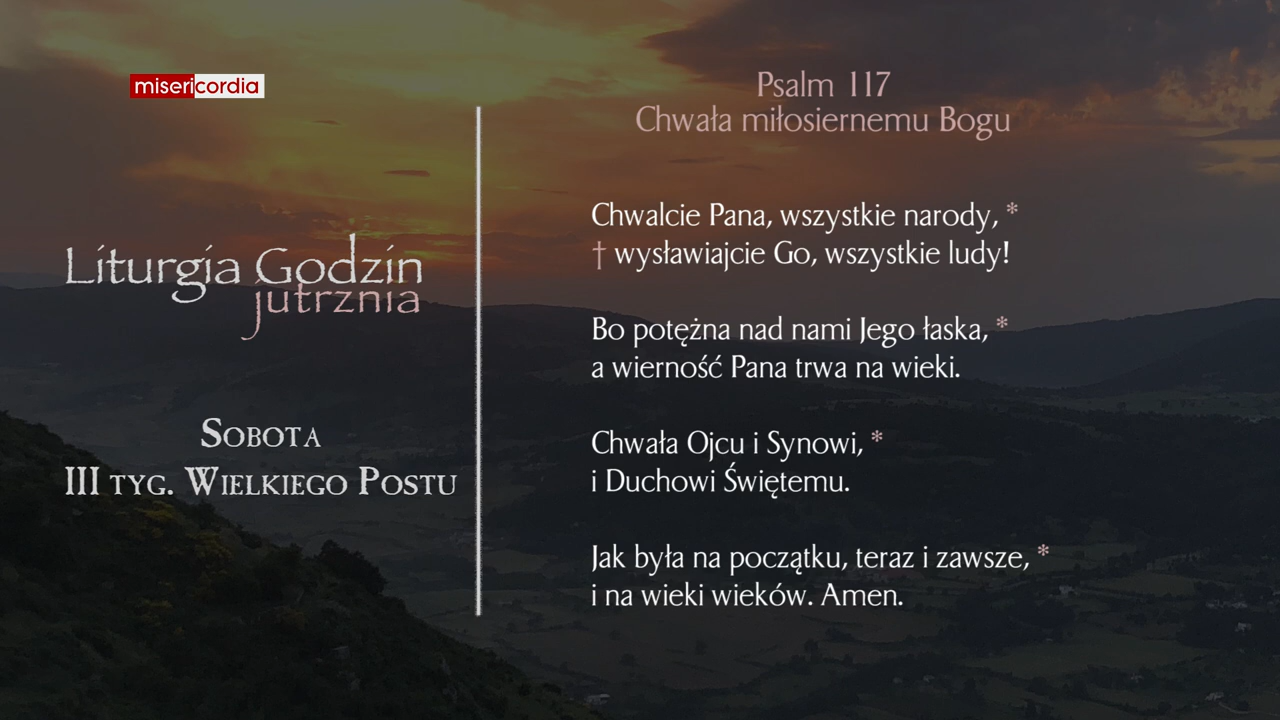 misericordia
Liturgia Godzin
jutrznia
Sobota
III tyg. Wielkiego Postu
Psalm 117
Chwała miłosiernemu Bogu
Chwalcie Pana, wszystkie narody, *
† wysławiajcie Go, wszystkie ludy!
Bo potężna nad nami Jego łaska, *
a wierność Pana trwa na wieki.
Chwała Ojcu i Synowi, *
i Duchowi Świętemu.
Jak była na początku, teraz i zawsze, *
i na wieki wieków. Amen.